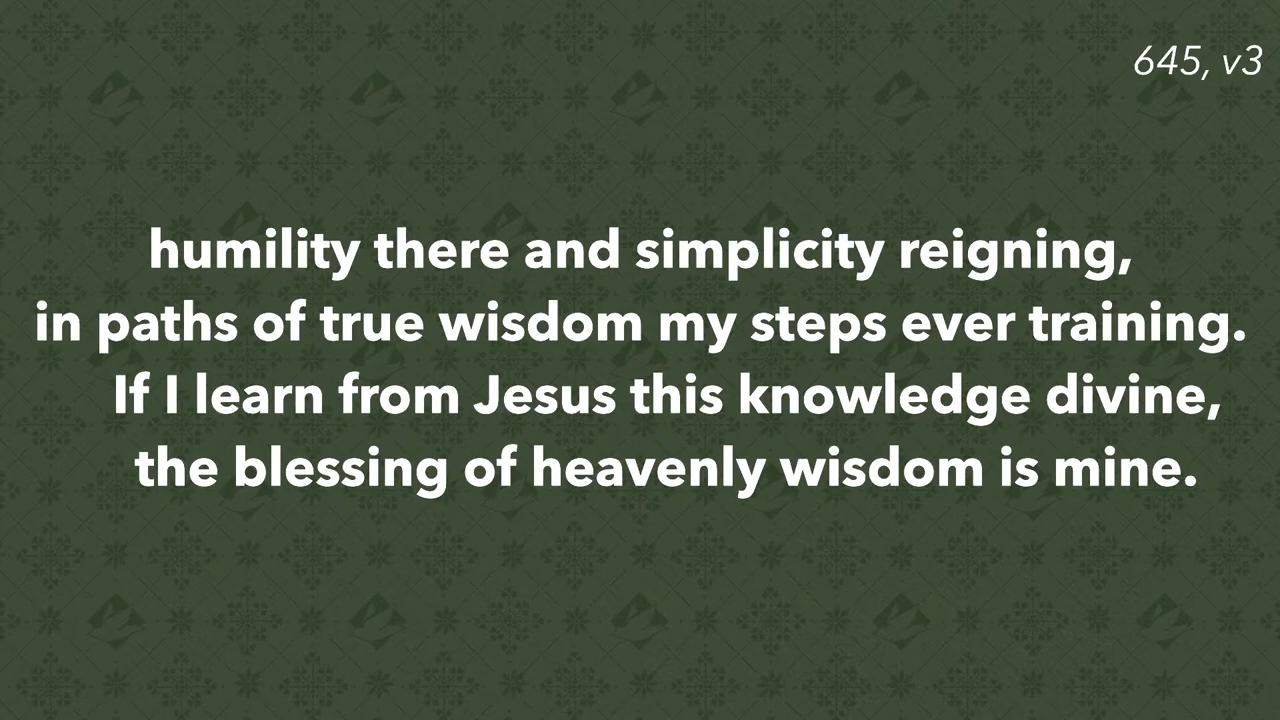 645, v3
humility there and simplicity reigning,
in paths of true wisdom my steps ever training.
If I learn from Jesus this knowledge divine,
the blessing of heavenly wisdom is mine.